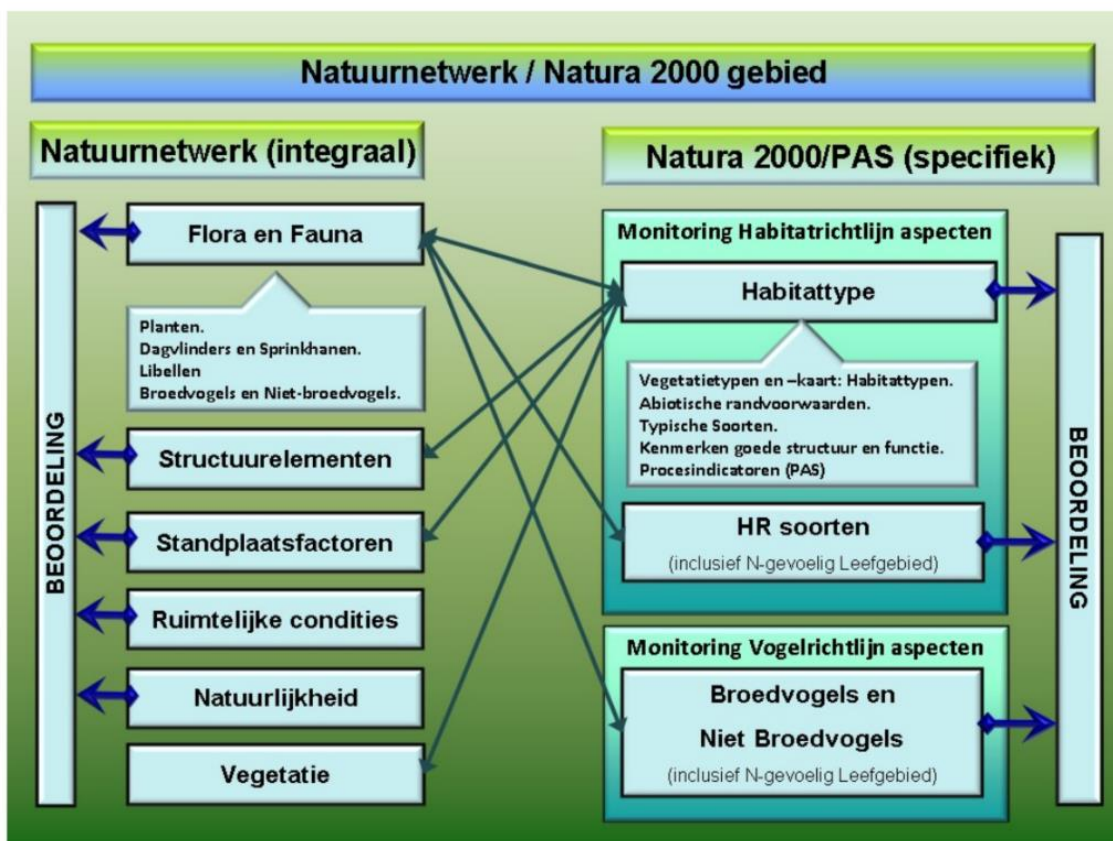 Natuurnetwerk / Natura 2000 gebied
Natuurnetwerk (integraal)
BEOORDELING
Flora en Fauna
Planten.
Dagvlinders en Sprinkhanen.
Libellen
Broedvogels en Niet-broedvogels.
Structuurelementen
Standplaatsfactoren
Ruimtelijke condities
Natuurlijkheid
Vegetatie
Natura 2000/PAS (specifiek)
Monitoring Habitatrichtlijn aspecten
Habitattype
Vegetatietypen en –kaart: Habitattypen.
Abiotische randvoorwaarden.
Typische Soorten.
Kenmerken goede structuur en functie.
Procesindicatoren (PAS)
HR soorten
(inclusief N-gevoelig Leefgebied)
Monitoring Vogelrichtlijn aspecten
Broedvogels en
Niet Broedvogels
(inclusief N-gevoelig Leefgebied)
BEOORDELING